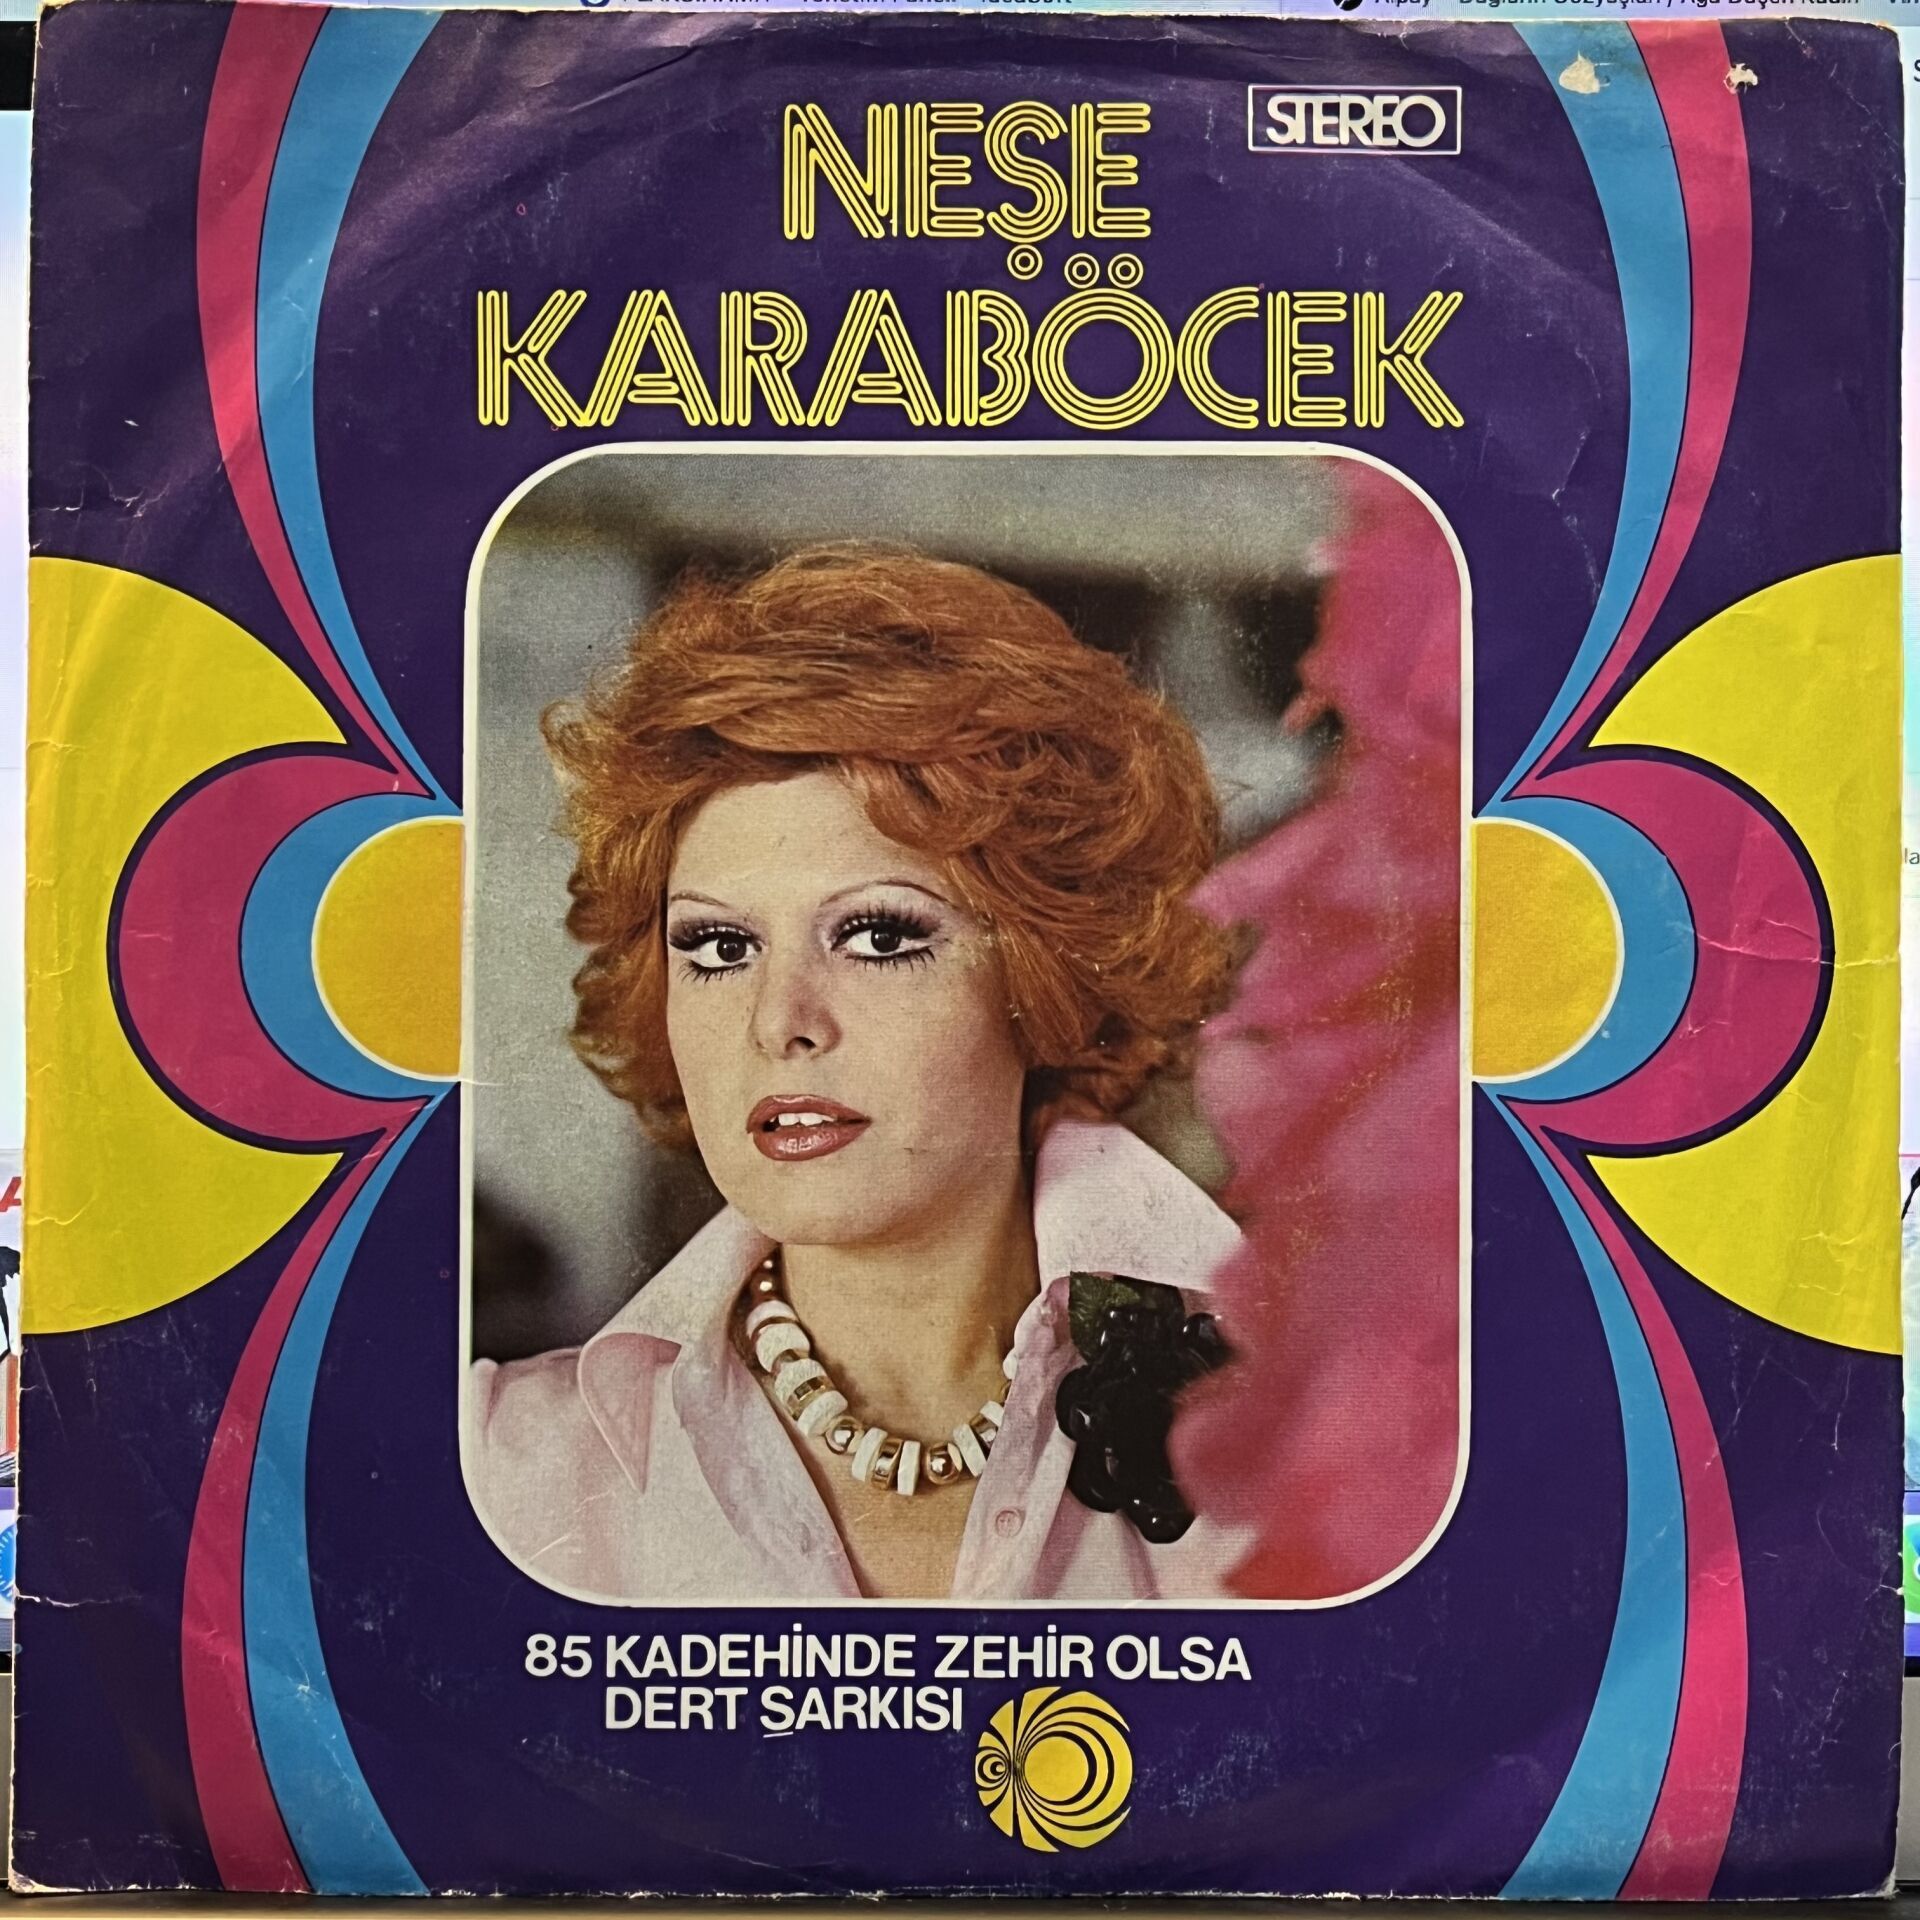 STEREO
NEŞE
KARABÖCEK
85 KADEHİNDE ZEHİR OLSA
DERT ŞARKISI